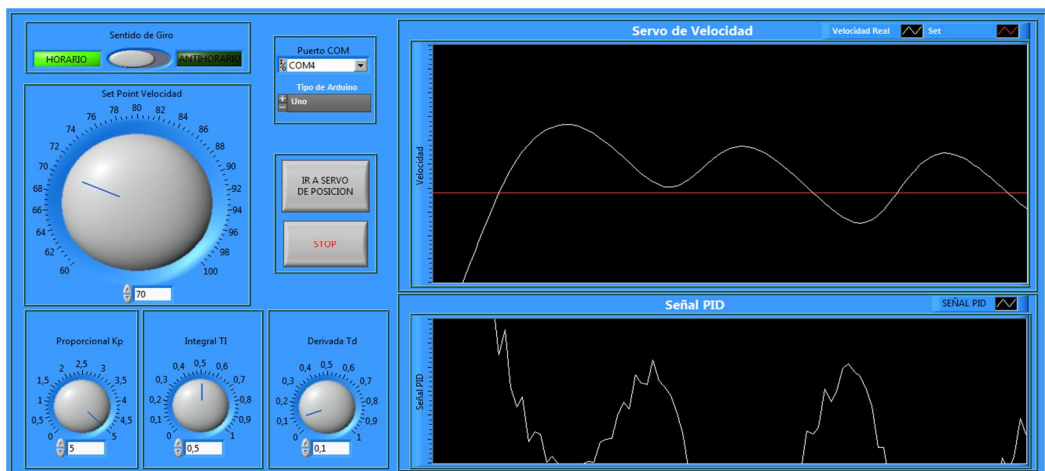 Sentido de Giro
HORARIO
ANTIHORARIO
Set Point Velocidad
60
62
64
66
68
70
72
74
76
78
80
82
84
86
88
90
92
94
96
98
100
70
Puerto COM
COM4
Tipo de Arduino
Uno
IR A SERVO
DE POSICION
STOP
Servo de Velocidad
Velocidad Real
Set
Velocidad
Señal PID
SEÑAL PID
Señal PID
Proporcional Kp
0
0,5
1
1,5
2
2,5
3
3,5
4
4,5
5
5
Integral TI
0
0,1
0,2
0,3
0,4
0,5
0,6
0,7
0,8
0,9
1
0,5
Derivada Td
0
0,1
0,2
0,3
0,4
0,5
0,6
0,7
0,8
0,9
1
0,1